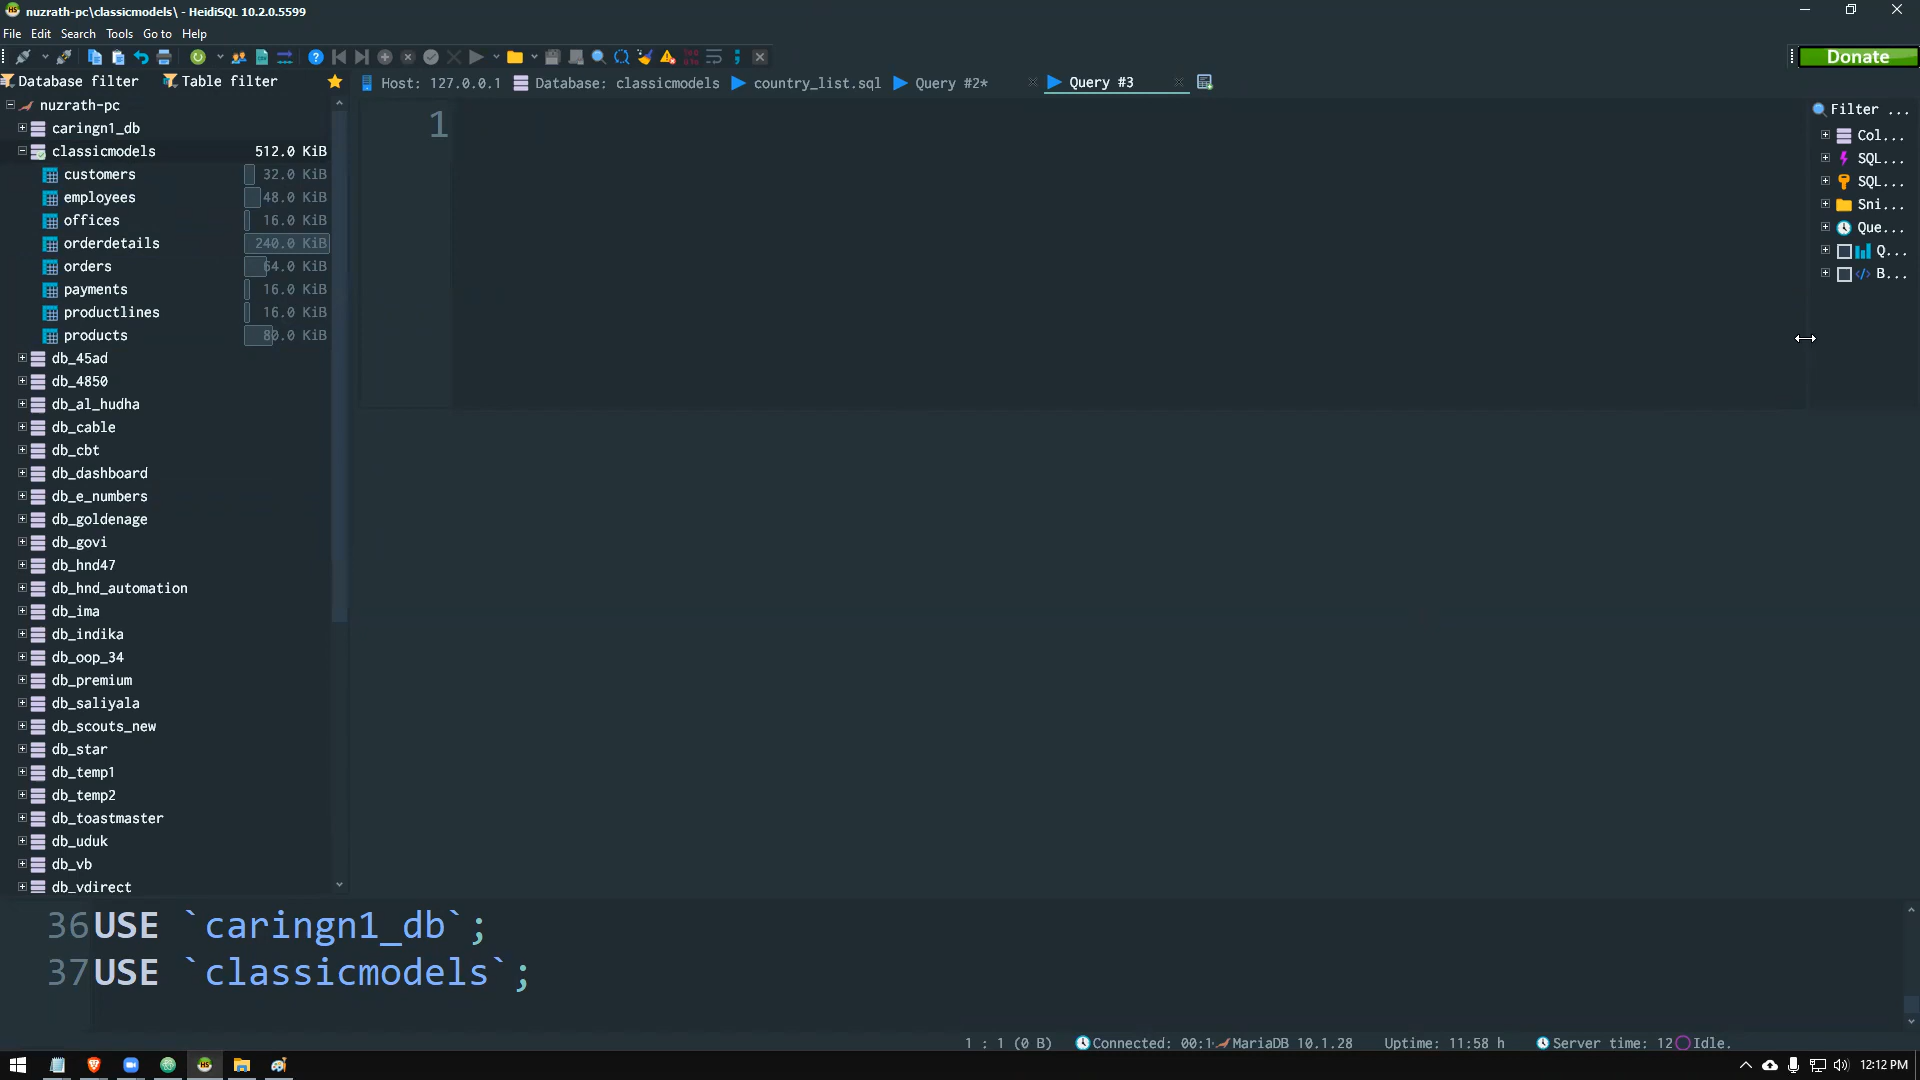 nuzrath-pc\classicmodels\ - HeidiSQL 10.2.0.5599
File Edit Search Tools Go to Help
Donate
Database filter Table filter Host: 127.0.0.1 Database: classicmodels country_list.sql Query #2* Query #3
nuzrath-pc
caringn1_db
classicmodels 512.0 KiB
customers 32.0 KiB
employees 48.0 KiB
offices 16.0 KiB
orderdetails 240.0 KiB
orders 64.0 KiB
payments 16.0 KiB
productlines 16.0 KiB
products 80.0 KiB
db_45ad
db_4850
db_al_hudha
db_cable
db_cbt
db_dashboard
db_e_numbers
db_goldenage
db_govi
db_hnd47
db_hnd_automation
db_ima
db_indika
db_oop_34
db_premium
db_saliyala
db_scouts_new
db_star
db_temp1
db_temp2
db_toastmaster
db_uduk
db_vb
db_vdirect
1
Filter ...
Col...
SQL...
SQL...
Sni...
Que...
Q...
B...
36 USE `caringn1_db`;
37 USE `classicmodels`;
1 : 1 (0 B) Connected: 00:1 MariaDB 10.1.28 Uptime: 11:58 h Server time: 12 Idle.
12:12 PM